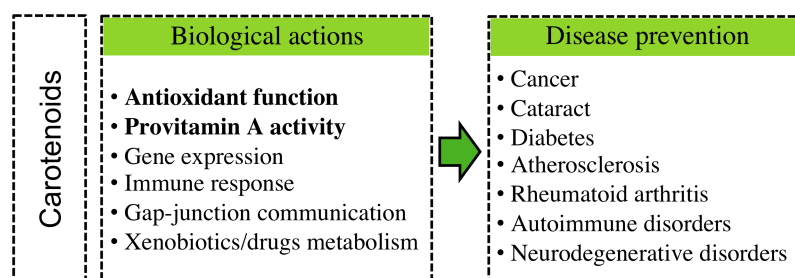 Carotenoids
Biological actions
• Antioxidant function
• Provitamin A activity
• Gene expression
• Immune response
• Gap-junction communication
• Xenobiotics/drugs metabolism
Disease prevention
• Cancer
• Cataract
• Diabetes
• Atherosclerosis
• Rheumatoid arthritis
• Autoimmune disorders
• Neurodegenerative disorders